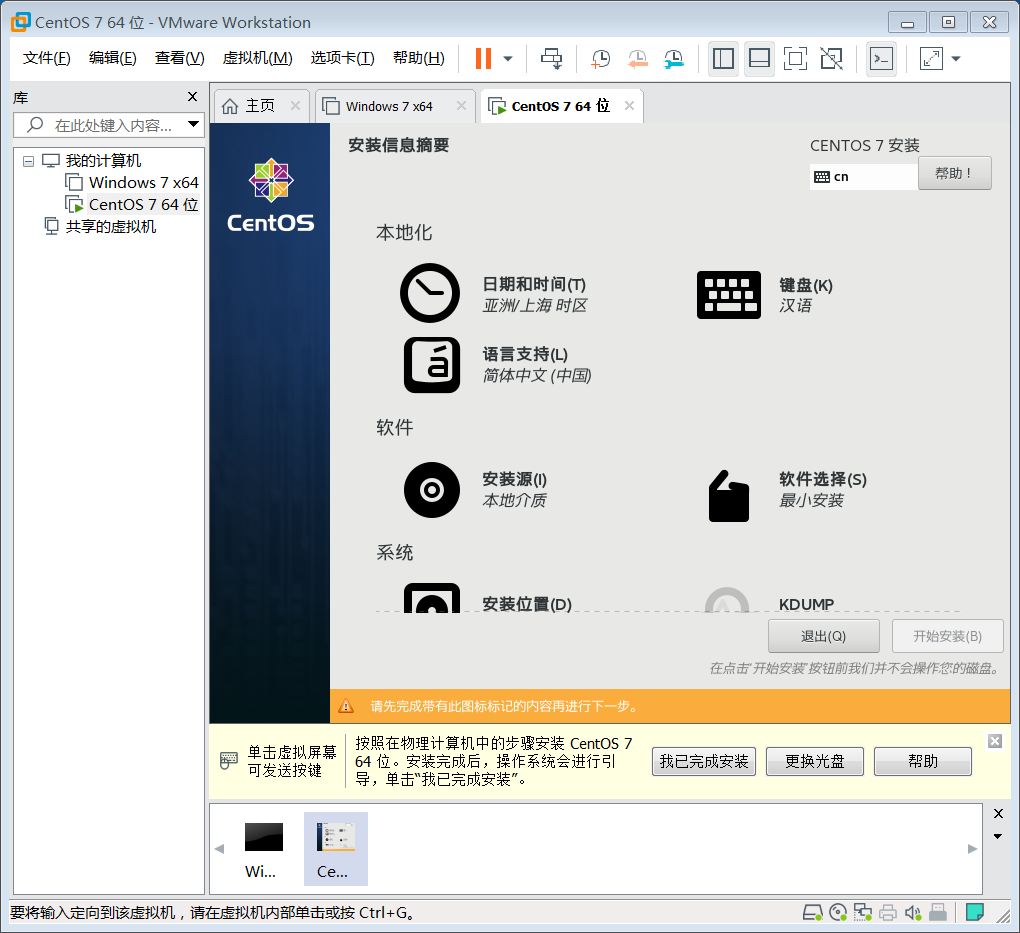 CentOS 7 64 位 - VMware Workstation
文件(F) 编辑(E) 查看(V) 虚拟机(M) 选项卡(T) 帮助(H)
库
在此处键入内容...
我的计算机
Windows 7 x64
CentOS 7 64 位
共享的虚拟机
主页 Windows 7 x64 CentOS 7 64 位
CentOS
安装信息摘要
CENTOS 7 安装
cn
帮助！
本地化
日期和时间(T)
亚洲/上海 时区
键盘(K)
汉语
语言支持(L)
简体中文 (中国)
软件
安装源(I)
本地介质
软件选择(S)
最小安装
系统
安装位置(D)
KDUMP
退出(Q) 开始安装(B)
在点击'开始安装'按钮前我们并不会操作您的磁盘。
请先完成带有此图标标记的内容再进行下一步。
单击虚拟屏幕
可发送按键
按照在物理计算机中的步骤安装 CentOS 7
64 位。安装完成后，操作系统会进行引
导，单击“我已完成安装”。
我已完成安装 更换光盘 帮助
Wi... Ce...
要将输入定向到该虚拟机，请在虚拟机内部单击或按 Ctrl+G。